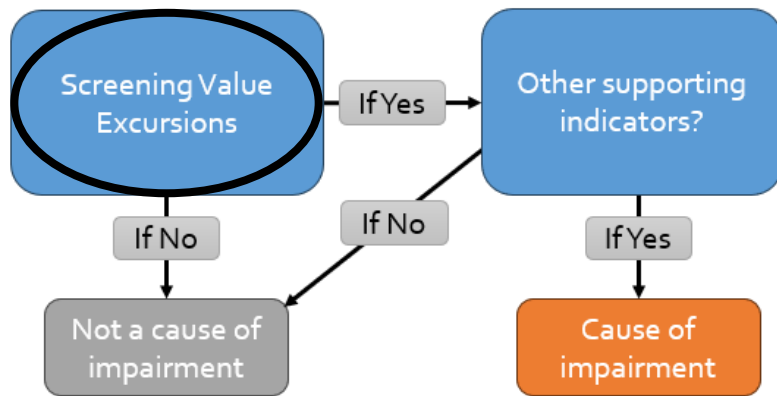 Screening Value
Excursions
If Yes
Other supporting
indicators?
If No
If No
If Yes
Not a cause of
impairment
Cause of
impairment